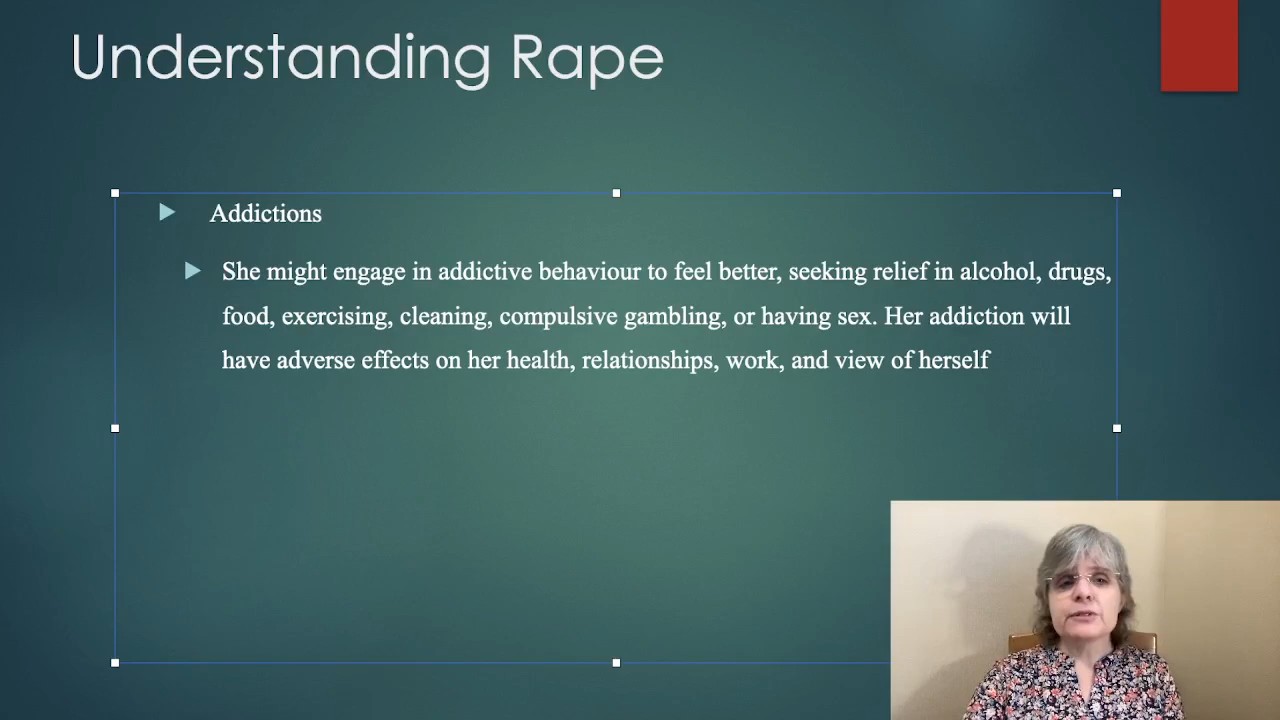 Understanding Rape
Addictions
She might engage in addictive behaviour to feel better, seeking relief in alcohol, drugs,
food, exercising, cleaning, compulsive gambling, or having sex. Her addiction will
have adverse effects on her health, relationships, work, and view of herself